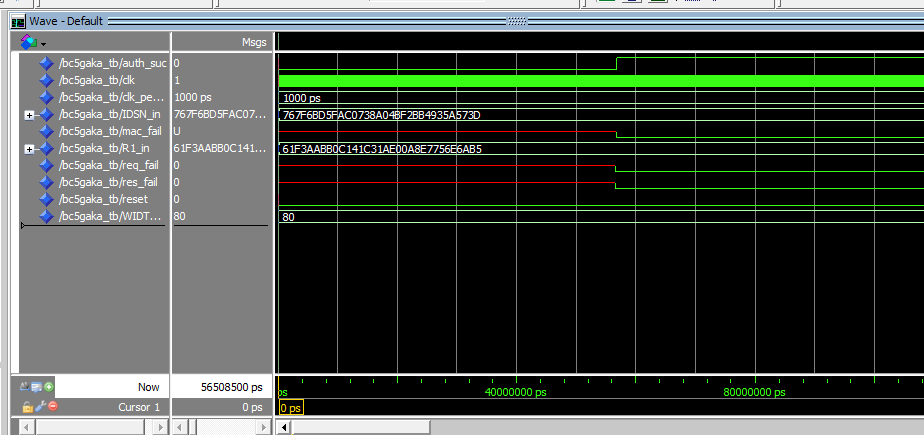 Wave - Default
Msgs
/bc5gaka_tb/auth_suc 0
/bc5gaka_tb/clk 1
/bc5gaka_tb/clk_pe... 1000 ps 1000 ps
/bc5gaka_tb/IDSN_in 767F6BD5FAC07... 767F6BD5FAC0738A04BF2BB4935A573D
/bc5gaka_tb/mac_fail U
/bc5gaka_tb/R1_in 61F3AABB0C141... 61F3AABB0C141C31AE00A8E7756E6AB5
/bc5gaka_tb/req_fail 0
/bc5gaka_tb/res_fail 0
/bc5gaka_tb/reset 0
/bc5gaka_tb/WIDT... 80 80
Now 56508500 ps ps 40000000 ps 80000000 ps
Cursor 1 0 ps 0 ps